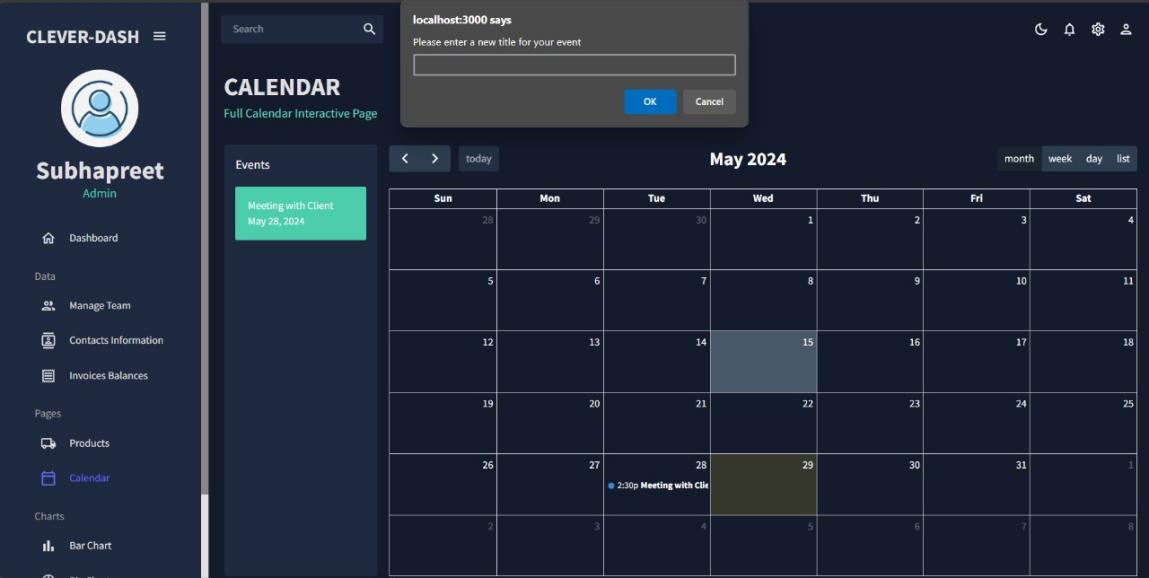 CLEVER-DASH
Subhapreet
Admin
Dashboard
Data
Manage Team
Contacts Information
Invoices Balances
Pages
Products
Calendar
Charts
Bar Chart
Search
localhost:3000 says
Please enter a new title for your event
OK Cancel
CALENDAR
Full Calendar Interactive Page
Events
Meeting with Client
May 28, 2024
today
May 2024
month week day list
Sun Mon Tue Wed Thu Fri Sat
28 29 30 1 2 3 4
5 6 7 8 9 10 11
12 13 14 15 16 17 18
19 20 21 22 23 24 25
26 27 28 29 30 31 1
2:30p Meeting with Clie
2 3 4 5 6 7 8